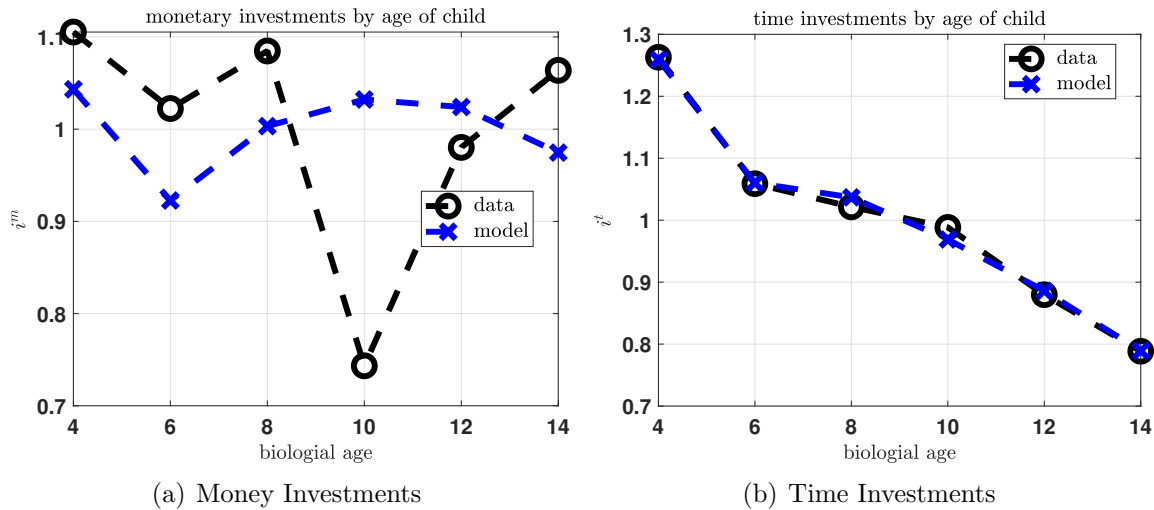 monetary investments by age of child
1.1
1
0.9
0.8
0.7
i^m
data
model
4 6 8 10 12 14
biologial age
(a) Money Investments
time investments by age of child
1.3
1.2
1.1
1
0.9
0.8
0.7
i^t
data
model
4 6 8 10 12 14
biologial age
(b) Time Investments